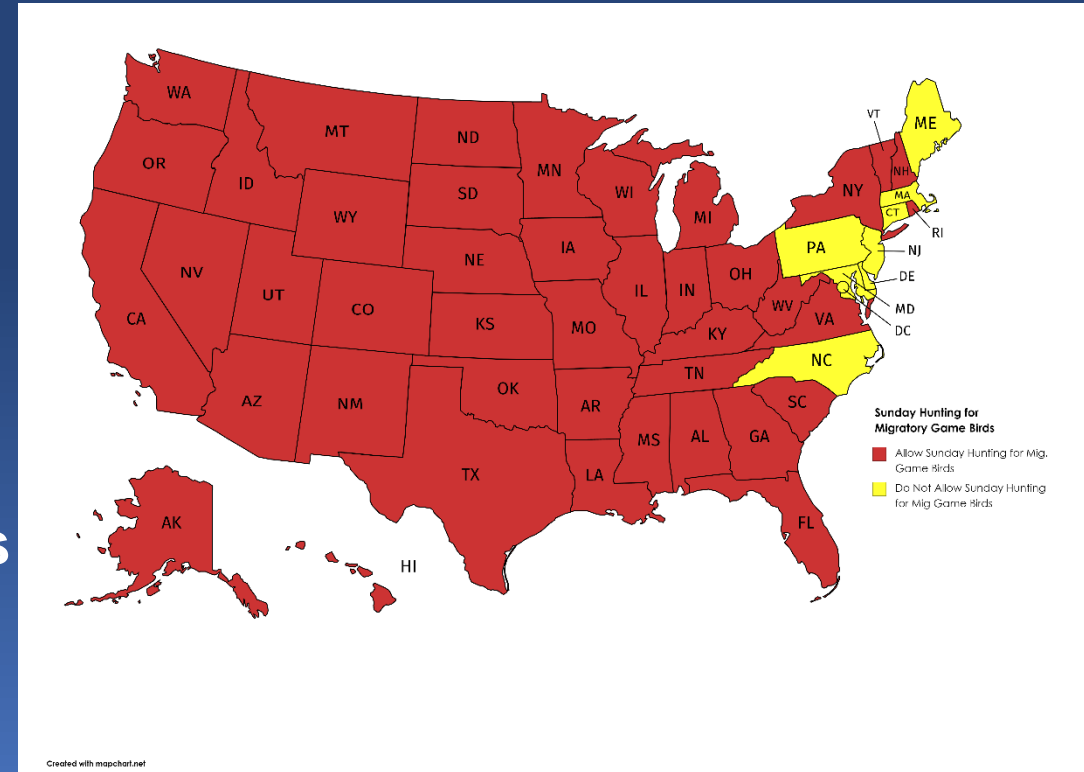 WA
MT
ND
MN
VT
ME
OR
ID
SD
WI
NH
NY
MA
WY
MI
CT
RI
IA
PA
NJ
NE
NV
OH
DE
UT
IL
IN
CO
WV
MD
CA
KS
MO
VA
DC
KY
NC
TN
OK
AZ
NM
AR
SC
MS
AL
GA
TX
LA
AK
FL
HI
Sunday Hunting for
Migratory Game Birds
Allow Sunday Hunting for Mig.
Game Birds
Do Not Allow Sunday Hunting
for Mig Game Birds
s
Created with mapchart.net